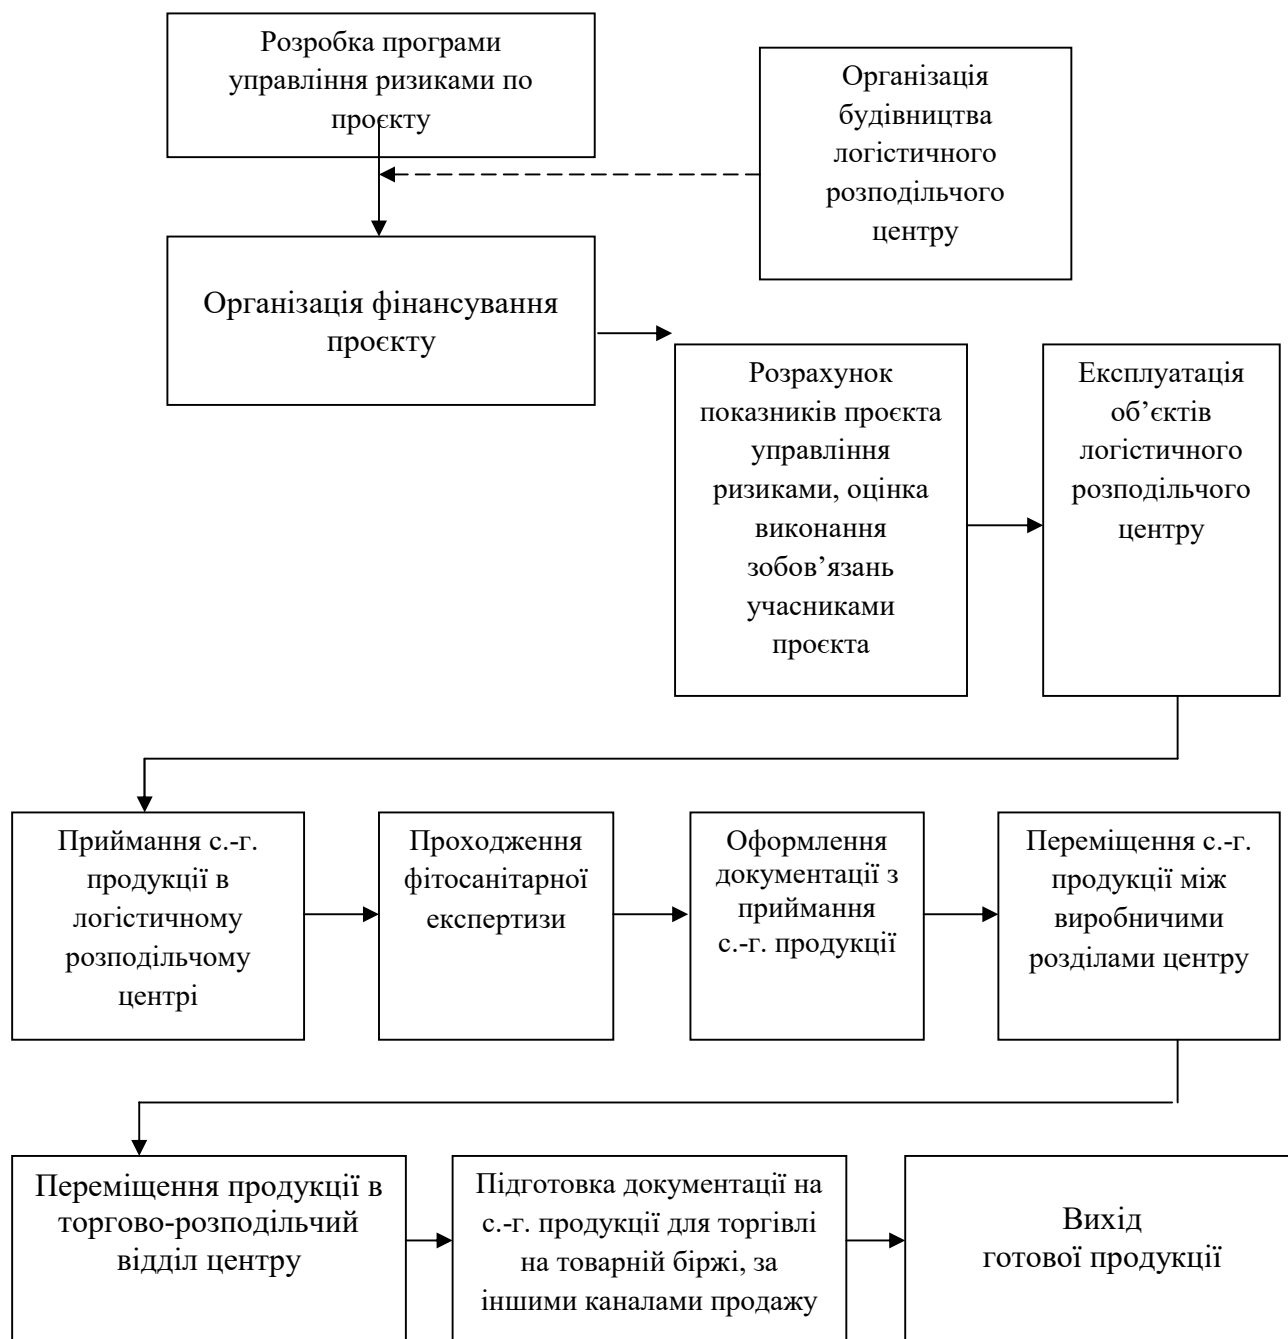 Розробка програми
управління ризиками по
проєкту
Організація
будівництва
логістичного
розподільчого
центру
Організація фінансування
проєкту
Розрахунок
показників проєкта
управління
ризиками, оцінка
виконання
зобов’язань
учасниками
проєкта
Експлуатація
об’єктів
логістичного
розподільчого
центру
Приймання с.-г.
продукції в
логістичному
розподільчому
центрі
Проходження
фітосанітарної
експертизи
Оформлення
документації з
приймання
с.-г. продукції
Переміщення с.-г.
продукції між
виробничими
розділами центру
Переміщення продукції в
торгово-розподільчий
відділ центру
Підготовка документації на
с.-г. продукції для торгівлі
на товарній біржі, за
іншими каналами продажу
Вихід
готової продукції